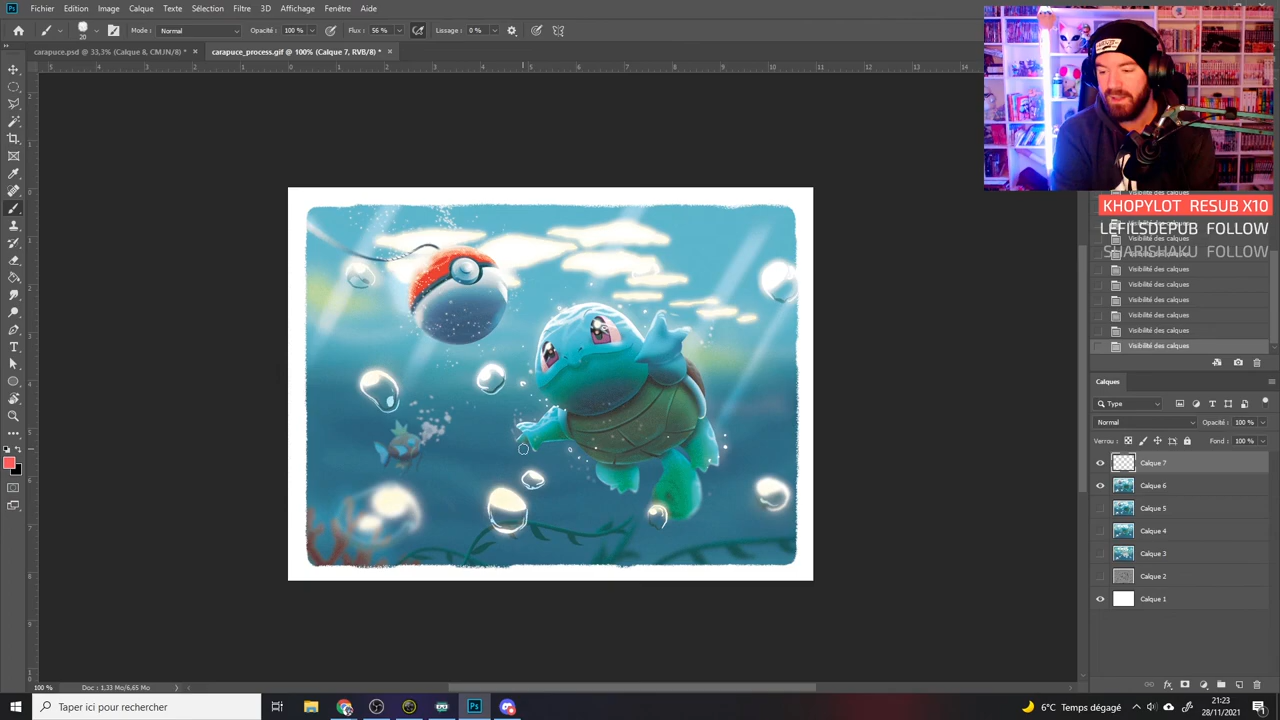 Ps Fichier Edition Image Calque Texte Sélection Filtre 3D Affichage Fenêtre Aide
20 Mode : Normal Opacité : 100 % Lissage : 0 %
carapuce.psd @ 33,3% (Calque 8, CMJN/8) * × carapuce_process.gif @ 100% (Calque 7, RVB/8) * ×
KHOPYLOT RESUB X10
LEFILSDEPUB FOLLOW
SHARISHAKU FOLLOW
Visibilité des calques
Visibilité des calques
Visibilité des calques
Visibilité des calques
Visibilité des calques
Visibilité des calques
Calques
Type
Normal Opacité : 100 %
Verrou : Fond : 100 %
Calque 7
Calque 6
Calque 5
Calque 4
Calque 3
Calque 2
Calque 1
100 % Doc : 1,33 Mo/6,65 Mo
Taper ici pour rechercher
6°C Temps dégagé
21:23
28/11/2021